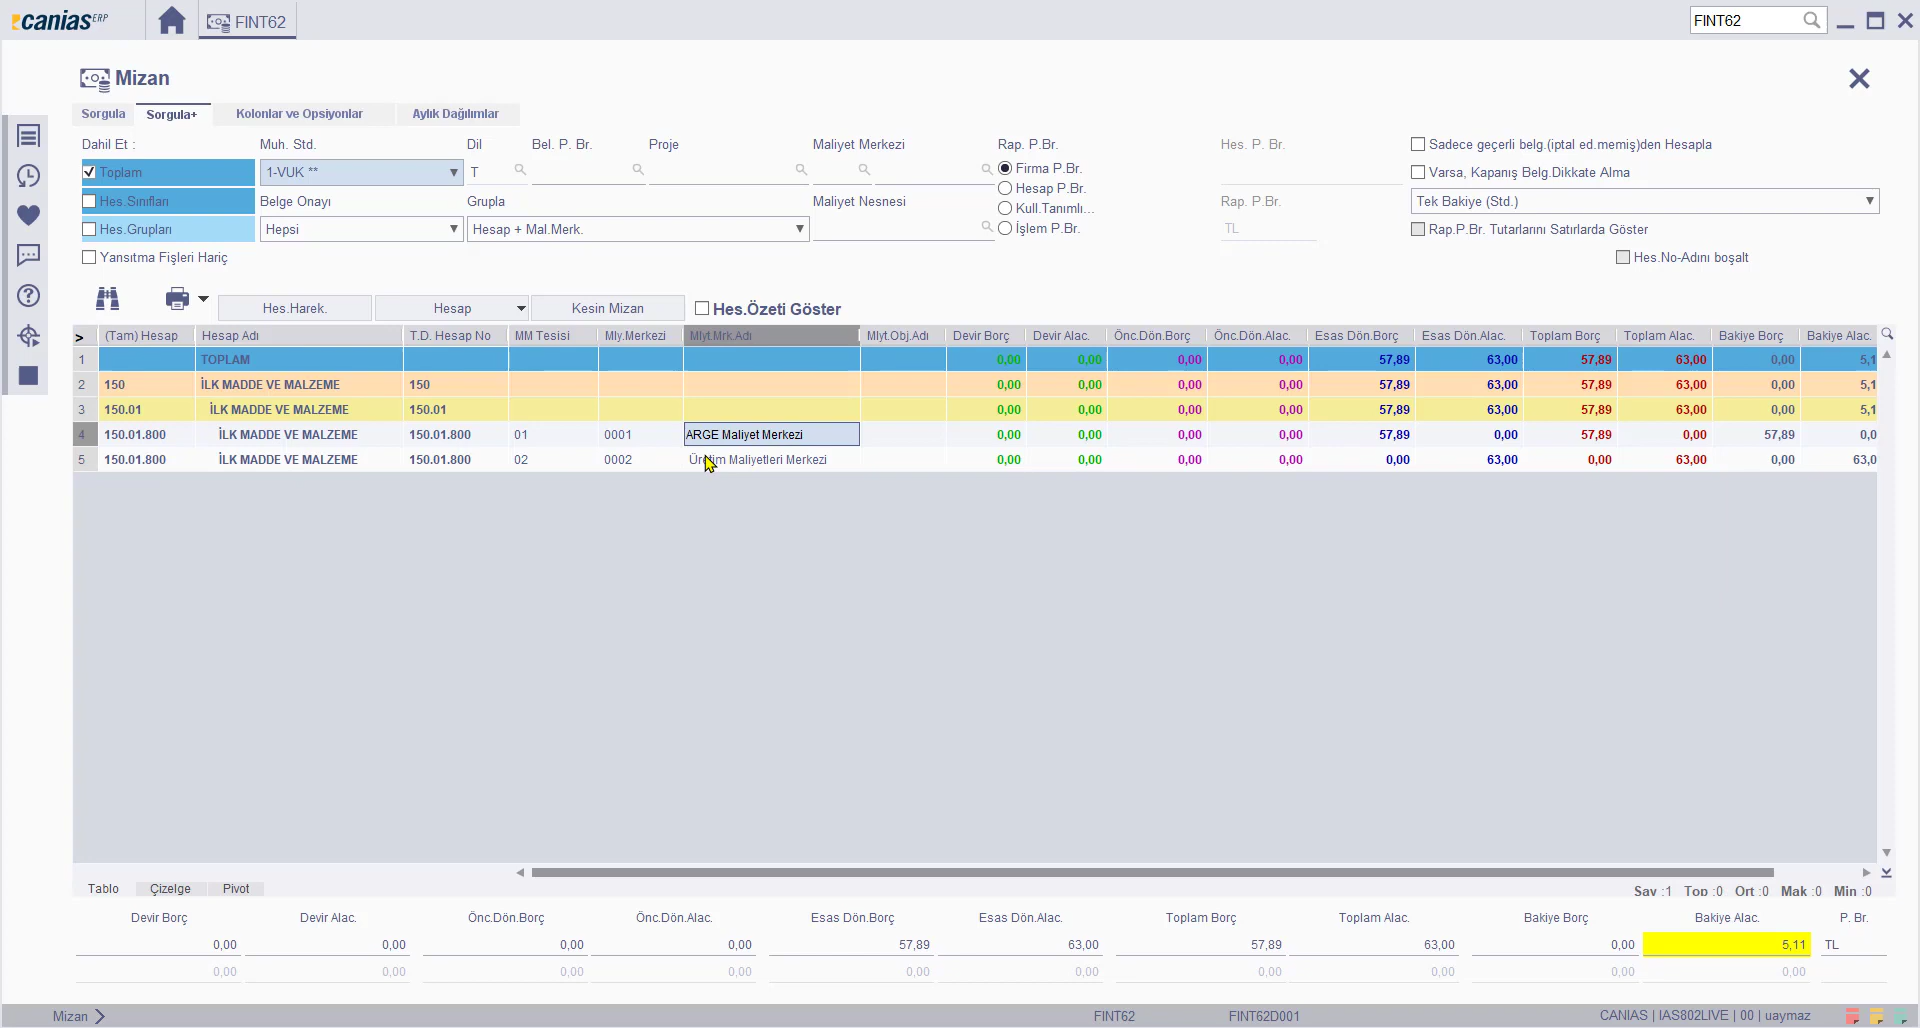 canias ERP
FINT62
FINT62
Mizan
Sorgula Sorgula+ Kolonlar ve Opsiyonlar Aylık Dağılımlar
Dahil Et : Muh. Std. Dil Bel. P. Br. Proje Maliyet Merkezi Rap. P.Br. Hes. P. Br. Sadece geçerli belg.(iptal ed.memiş)den Hesapla
Toplam 1-VUK ** T Firma P.Br. Varsa, Kapanış Belg.Dikkate Alma
Hesap P.Br.
Hes.Sınıfları Belge Onayı Grupla Maliyet Nesnesi Kull.Tanımlı... Rap. P.Br. Tek Bakiye (Std.)
Hes.Grupları Hepsi Hesap + Mal.Merk. İşlem P.Br. TL Rap.P.Br. Tutarlarını Satırlarda Göster
Yansıtma Fişleri Hariç Hes.No-Adını boşalt
Hes.Harek. Hesap Kesin Mizan Hes.Özeti Göster
> (Tam) Hesap Hesap Adı T.D. Hesap No MM Tesisi Mly.Merkezi Mlyt.Mrk.Adı Mlyt.Obj.Adı Devir Borç Devir Alac. Önc.Dön.Borç Önc.Dön.Alac. Esas Dön.Borç Esas Dön.Alac. Toplam Borç Toplam Alac. Bakiye Borç Bakiye Alac.
1 TOPLAM 0,00 0,00 0,00 0,00 57,89 63,00 57,89 63,00 0,00 5,1
2 150 İLK MADDE VE MALZEME 150 0,00 0,00 0,00 0,00 57,89 63,00 57,89 63,00 0,00 5,1
3 150.01 İLK MADDE VE MALZEME 150.01 0,00 0,00 0,00 0,00 57,89 63,00 57,89 63,00 0,00 5,1
4 150.01.800 İLK MADDE VE MALZEME 150.01.800 01 0001 ARGE Maliyet Merkezi 0,00 0,00 0,00 0,00 57,89 0,00 57,89 0,00 57,89 0,0
5 150.01.800 İLK MADDE VE MALZEME 150.01.800 02 0002 Üretim Maliyetleri Merkezi 0,00 0,00 0,00 0,00 0,00 63,00 0,00 63,00 0,00 63,0
Tablo Çizelge Pivot Say :1 Top :0 Ort :0 Mak :0 Min :0
Devir Borç Devir Alac. Önc.Dön.Borç Önc.Dön.Alac. Esas Dön.Borç Esas Dön.Alac. Toplam Borç Toplam Alac. Bakiye Borç Bakiye Alac. P. Br.
0,00 0,00 0,00 0,00 57,89 63,00 57,89 63,00 0,00 5,11 TL
0,00 0,00 0,00 0,00 0,00 0,00 0,00 0,00 0,00 0,00
Mizan FINT62 FINT62D001 CANIAS | IAS802LIVE | 00 | uaymaz